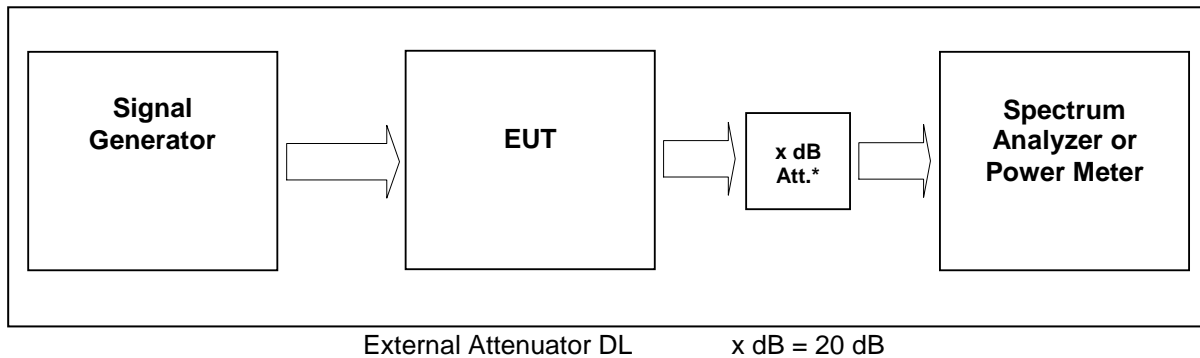 Signal
Generator
EUT
x dB
Att.*
Spectrum
Analyzer or
Power Meter
External Attenuator DL x dB = 20 dB